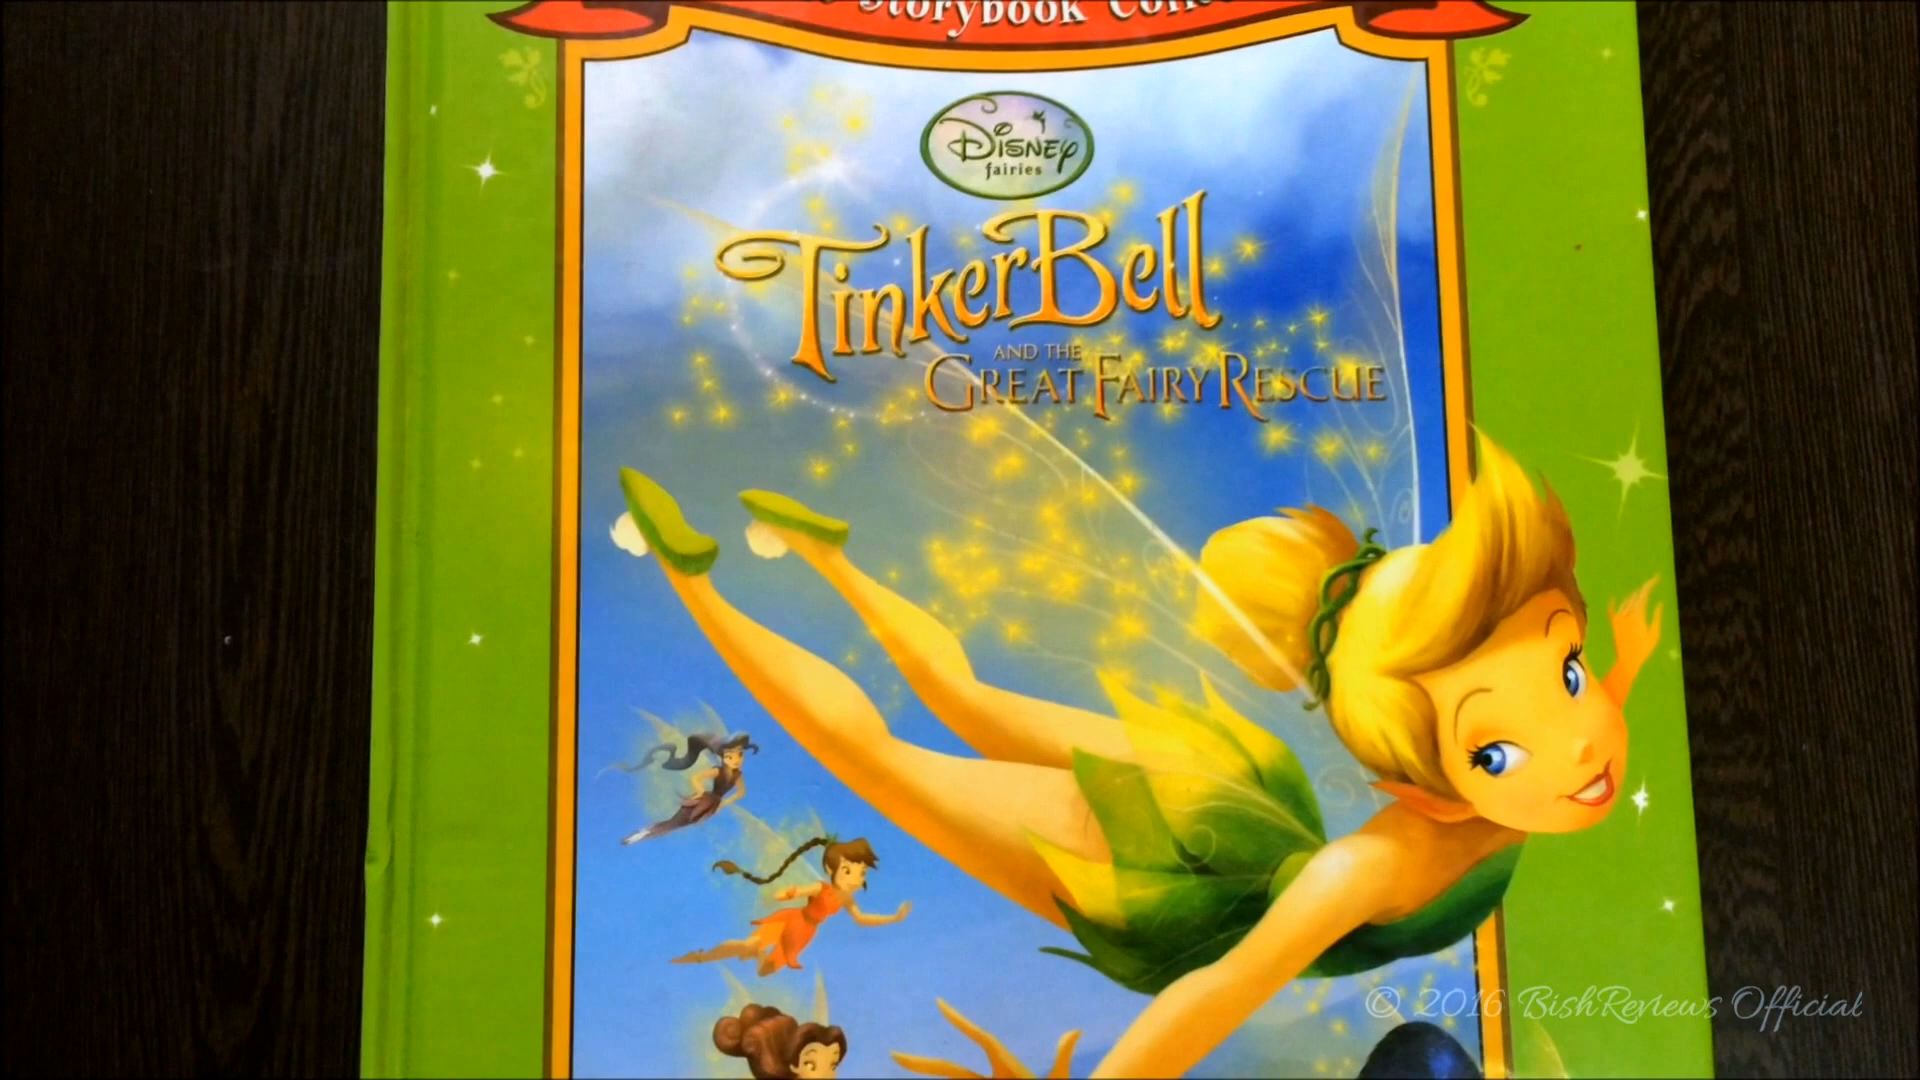 Storybook
Disney
fairies
TinkerBell
AND THE
GREAT FAIRY RESCUE
© 2016 BishReviews Official